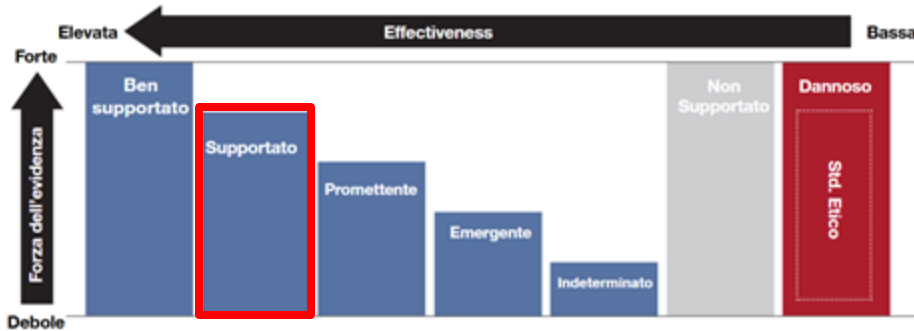 Elevata
Effectiveness
Bassa
Forte
Forza dell'evidenza
Debole
Ben
supportato
Supportato
Promettente
Emergente
Indeterminato
Non
Supportato
Dannoso
Std. Etico